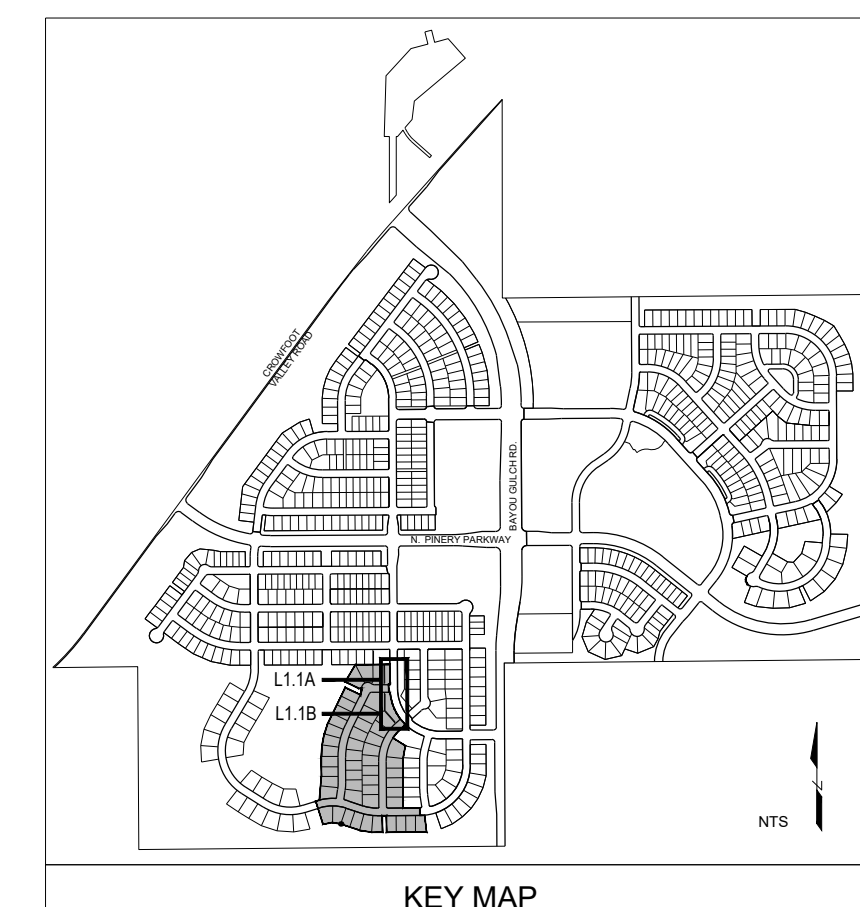 CROWFOOT
VALLEY ROAD
BAYOU GULCH RD.
N. PINERY PARKWAY
L1.1A
L1.1B
NTS
KEY MAP